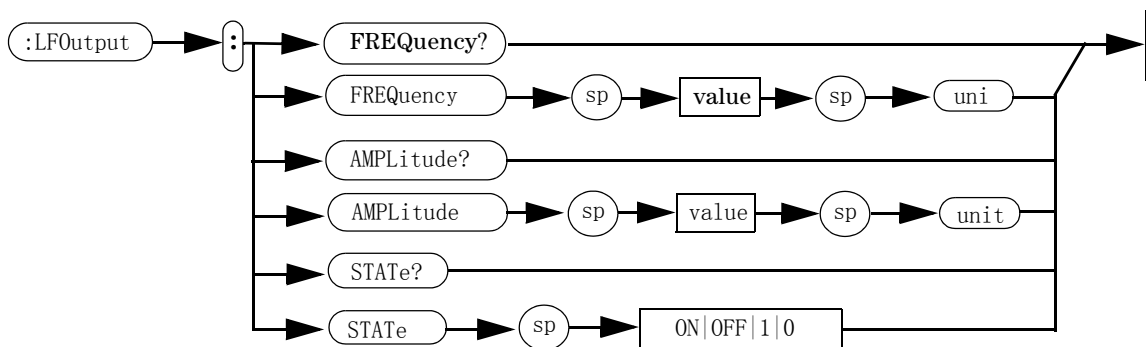 :LFOutput : FREQuency?
FREQuency sp value sp uni
AMPLitude?
AMPLitude sp value sp unit
STATe?
STATe sp ON|OFF|1|0